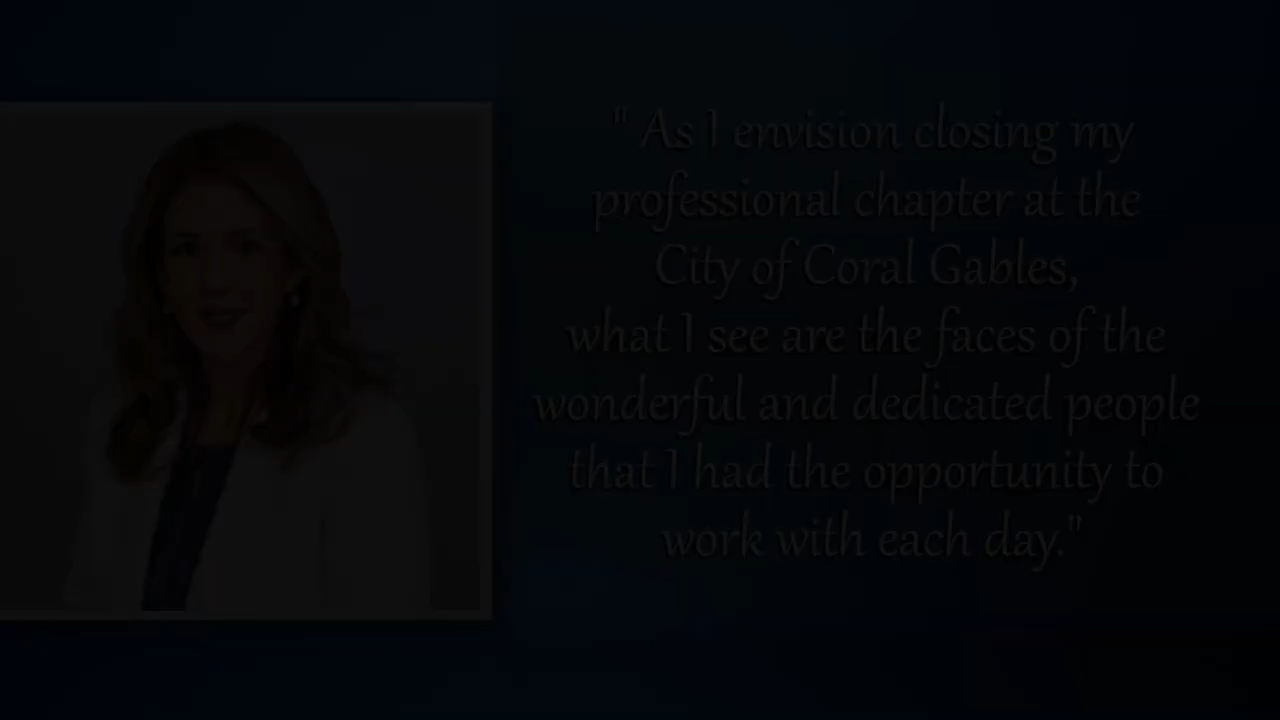 " As I envision closing my
professional chapter at the
City of Coral Gables,
what I see are the faces of the
wonderful and dedicated people
that I had the opportunity to
work with each day."